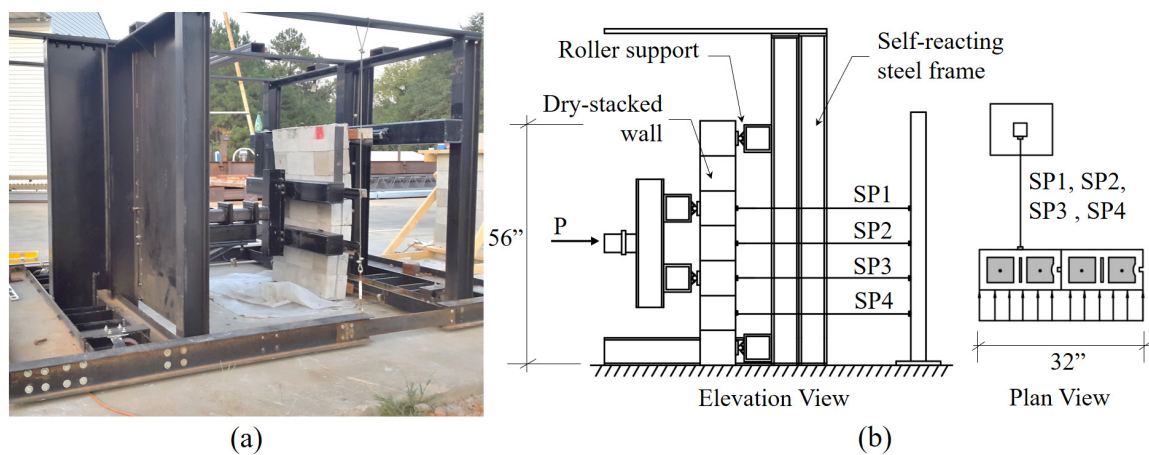 Roller support
Self-reacting
steel frame
Dry-stacked
wall
56”
P
SP1
SP2
SP3
SP4
SP1, SP2,
SP3 , SP4
32”
Elevation View
Plan View
(a)
(b)